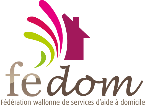 fedom
Fédération wallonne de services d'aide à domicile